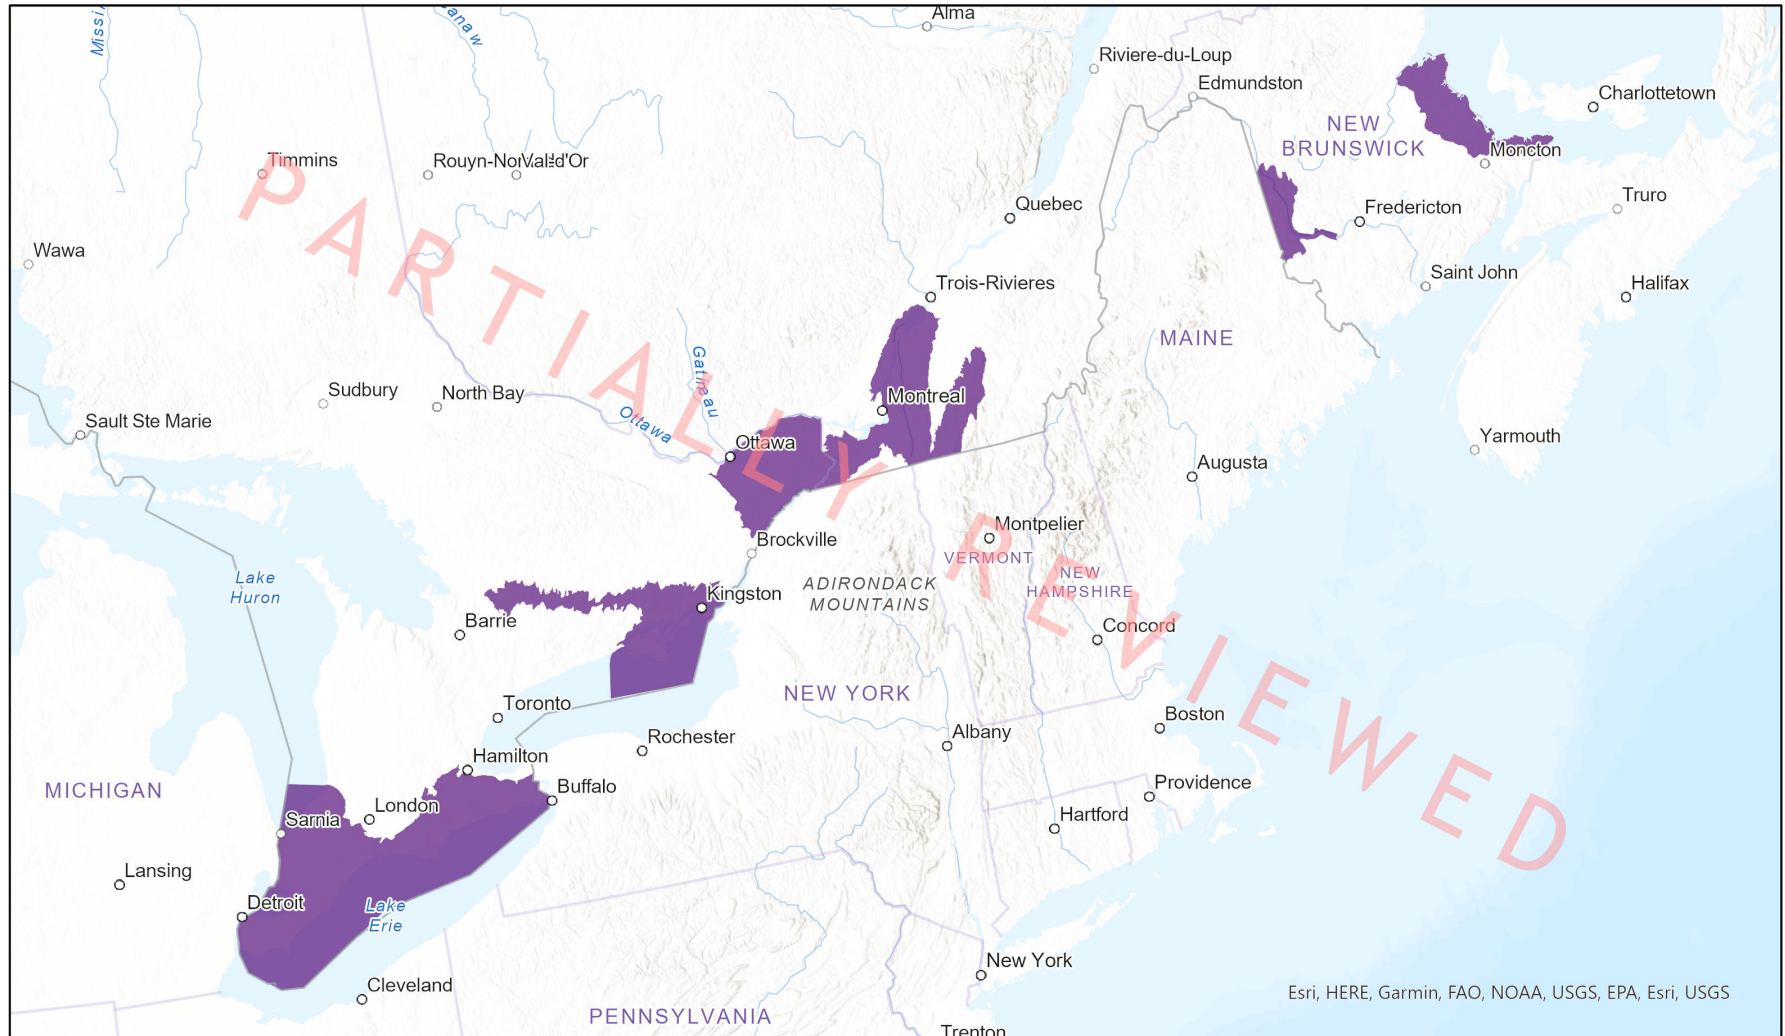 Missi
anaw
Alma
Riviere-du-Loup
Edmundston
Charlottetown
NEW
BRUNSWICK
Moncton
Timmins
Rouyn-No
Val-d'Or
Truro
Quebec
Fredericton
Wawa
Saint John
Trois-Rivieres
Halifax
MAINE
Gatineau
Sudbury
North Bay
Montreal
Sault Ste Marie
Ottawa
Ottawa
Yarmouth
Augusta
Montpelier
Brockville
VERMONT
NEW
HAMPSHIRE
Lake
Huron
ADIRONDACK
MOUNTAINS
Kingston
Barrie
Concord
PARTIALLY REVIEWED
NEW YORK
Toronto
Boston
Rochester
Albany
Hamilton
MICHIGAN
Buffalo
Providence
London
Sarnia
Hartford
Lansing
Detroit
Lake
Erie
New York
Cleveland
Esri, HERE, Garmin, FAO, NOAA, USGS, EPA, Esri, USGS
PENNSYLVANIA
Trenton